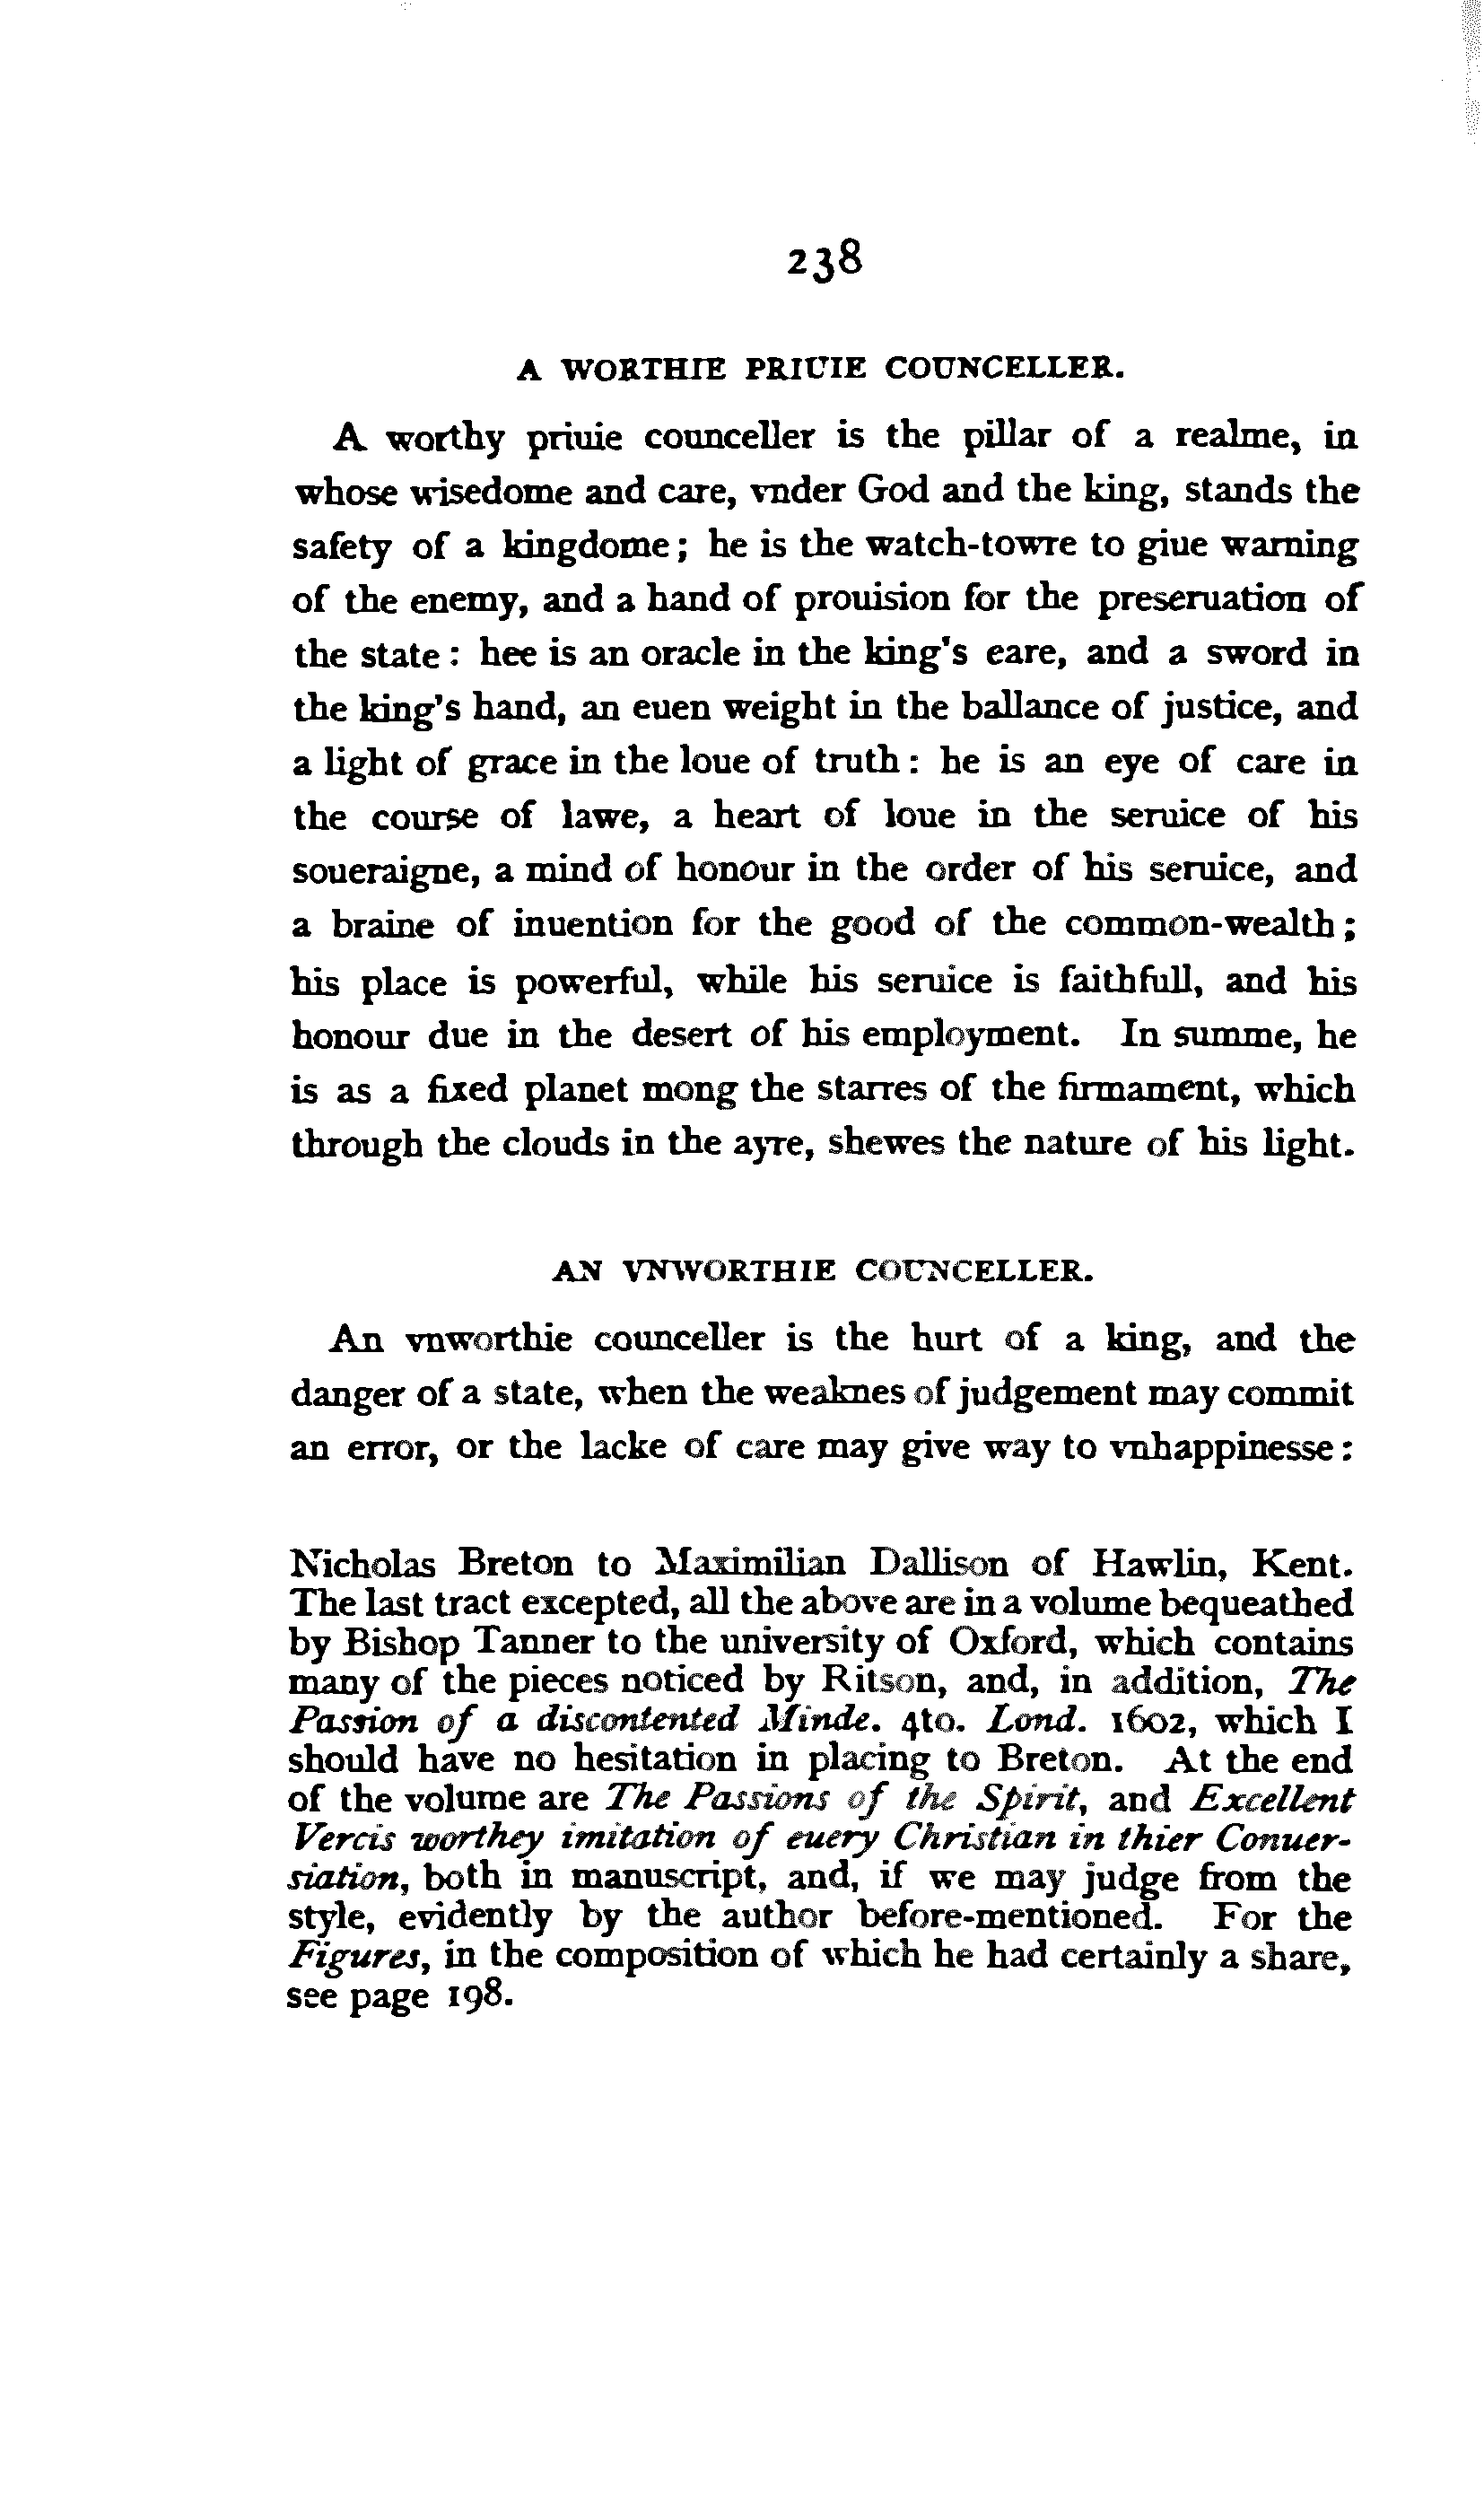 238
A WORTHIE PRIUIE COUNCELLER.
A worthy priuie counceller is the pillar of a realme, in
whose wisedome and care, vnder God and the king, stands the
safety of a kingdome; he is the watch-towre to giue warning
of the enemy, and a hand of prouision for the preseruation of
the state: hee is an oracle in the king's eare, and a sword in
the king's hand, an euen weight in the ballance of justice, and
a light of grace in the loue of truth: he is an eye of care in
the course of lawe, a heart of loue in the seruice of his
soueraigne, a mind of honour in the order of his seruice, and
a braine of inuention for the good of the common-wealth;
his place is powerful, while his seruice is faithfull, and his
honour due in the desert of his employment. In summe, he
is as a fixed planet mong the starres of the firmament, which
through the clouds in the ayre, shewes the nature of his light.
AN VNWORTHIE COUNCELLER.
An vnworthie counceller is the hurt of a king, and the
danger of a state, when the weaknes of judgement may commit
an error, or the lacke of care may give way to vnhappinesse:
Nicholas Breton to Maximilian Dallison of Hawlin, Kent.
The last tract excepted, all the above are in a volume bequeathed
by Bishop Tanner to the university of Oxford, which contains
many of the pieces noticed by Ritson, and, in addition, The
Passion of a discontented Minde. 4to. Lond. 1602, which I
should have no hesitation in placing to Breton. At the end
of the volume are The Passions of the Spirit, and Excellent
Vercis worthey imitation of euery Christian in thier Conuer-
siation, both in manuscript, and, if we may judge from the
style, evidently by the author before-mentioned. For the
Figures, in the composition of which he had certainly a share,
see page 198.